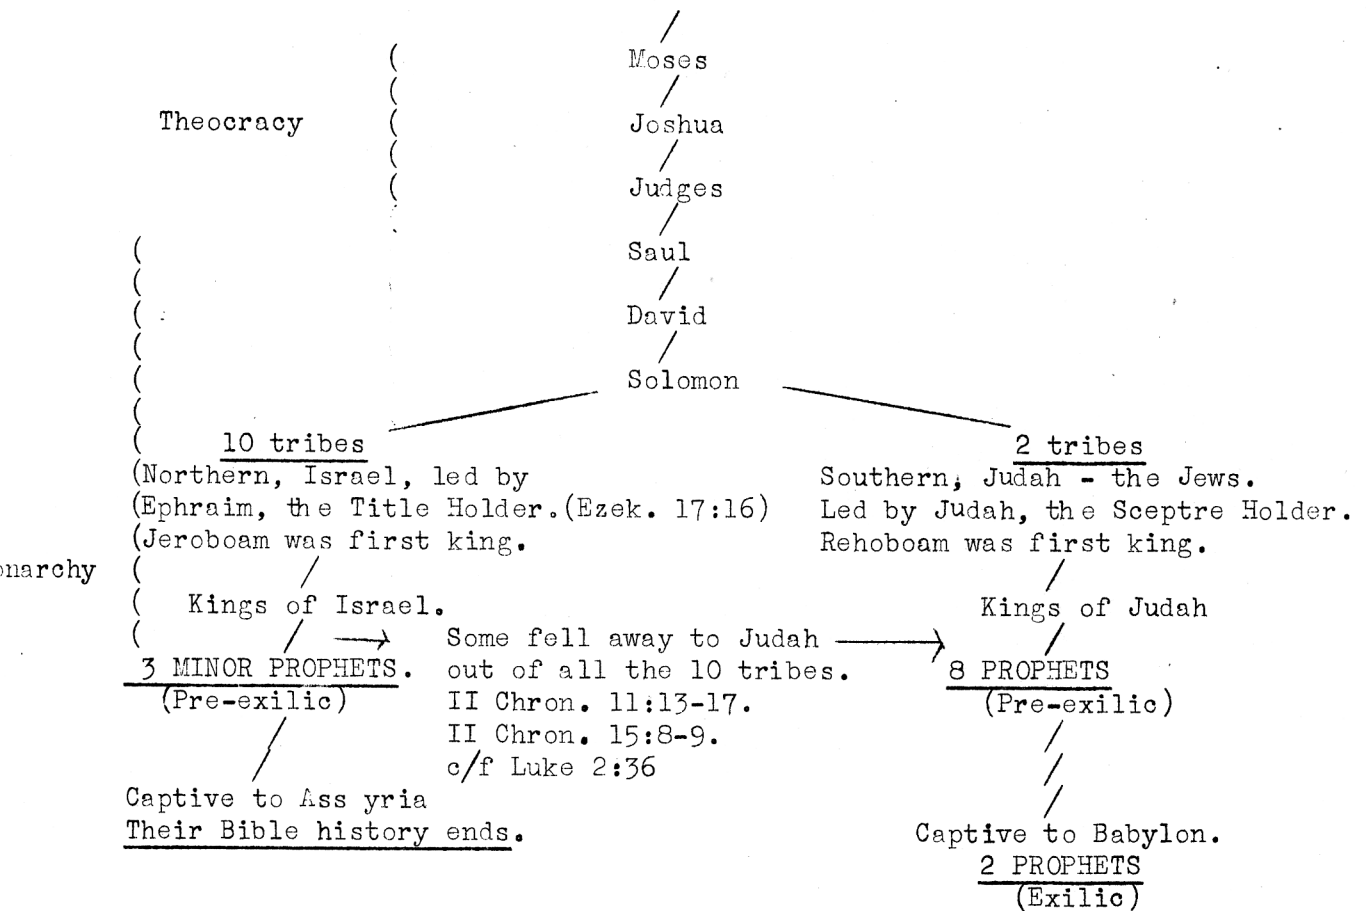 Moses
Theocracy
Joshua
Judges
Saul
David
Solomon
10 tribes
(Northern, Israel, led by
(Ephraim, the Title Holder.(Ezek. 17:16)
(Jeroboam was first king.
2 tribes
Southern, Judah - the Jews.
Led by Judah, the Sceptre Holder.
Rehoboam was first king.
onarchy
Kings of Israel.
Kings of Judah
Some fell away to Judah
out of all the 10 tribes.
II Chron. 11:13-17.
II Chron. 15:8-9.
c/f Luke 2:36
3 MINOR PROPHETS.
(Pre-exilic)
8 PROPHETS
(Pre-exilic)
Captive to Ass yria
Their Bible history ends.
Captive to Babylon.
2 PROPHETS
(Exilic)